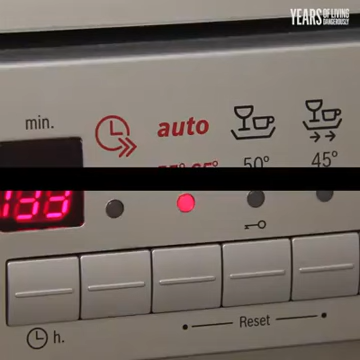 YEARS OF LIVING DANGEROUSLY
min.
auto
50°
45°
Reset
h.